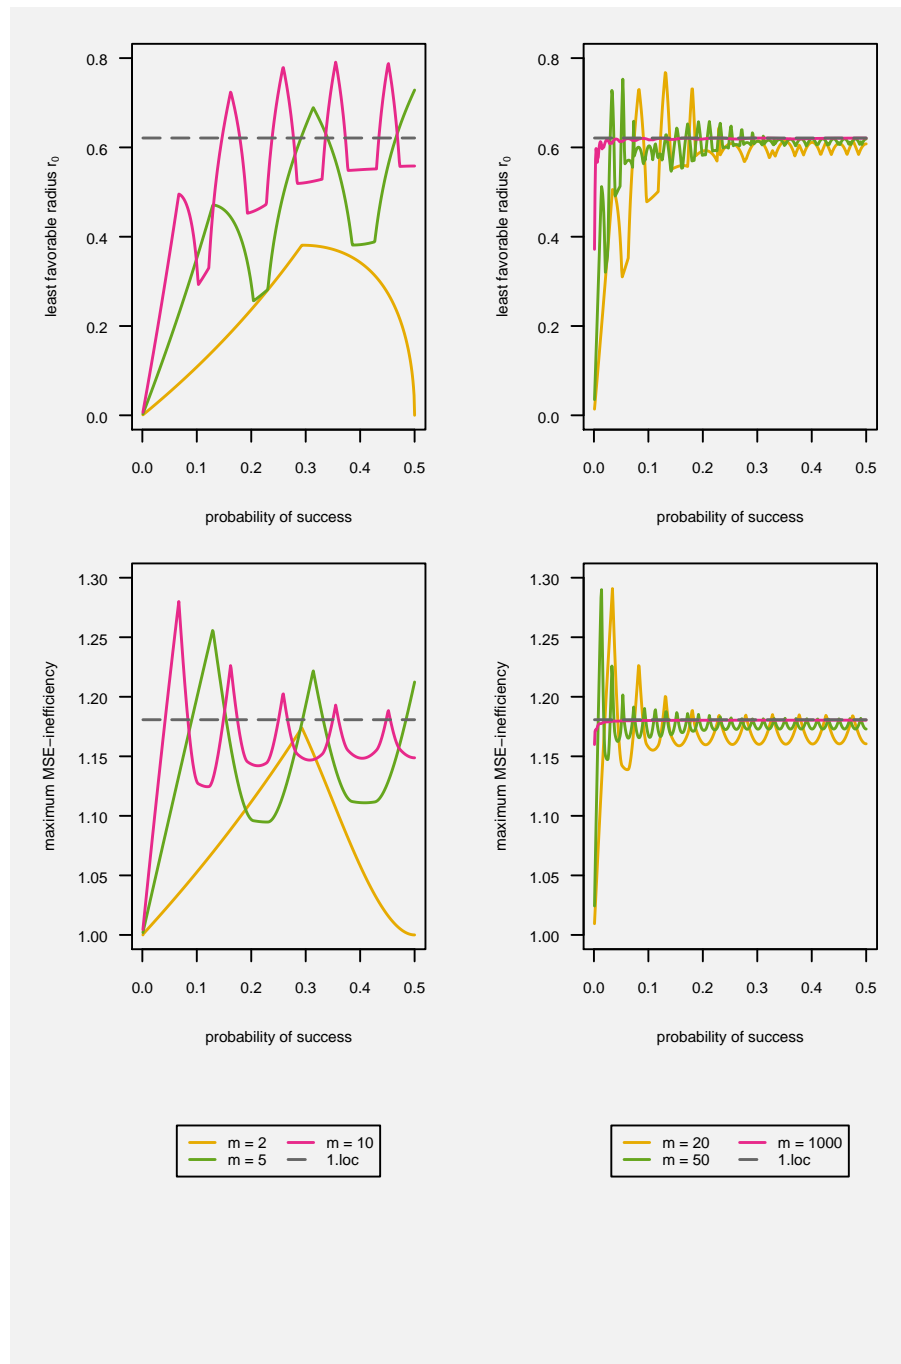 least favorable radius r0
0.8
0.6
0.4
0.2
0.0
0.0 0.1 0.2 0.3 0.4 0.5
probability of success
least favorable radius r0
0.8
0.6
0.4
0.2
0.0
0.0 0.1 0.2 0.3 0.4 0.5
probability of success
maximum MSE−inefficiency
1.30
1.25
1.20
1.15
1.10
1.05
1.00
0.0 0.1 0.2 0.3 0.4 0.5
probability of success
maximum MSE−inefficiency
1.30
1.25
1.20
1.15
1.10
1.05
1.00
0.0 0.1 0.2 0.3 0.4 0.5
probability of success
m = 2 m = 10
m = 5 1.loc
m = 20 m = 1000
m = 50 1.loc